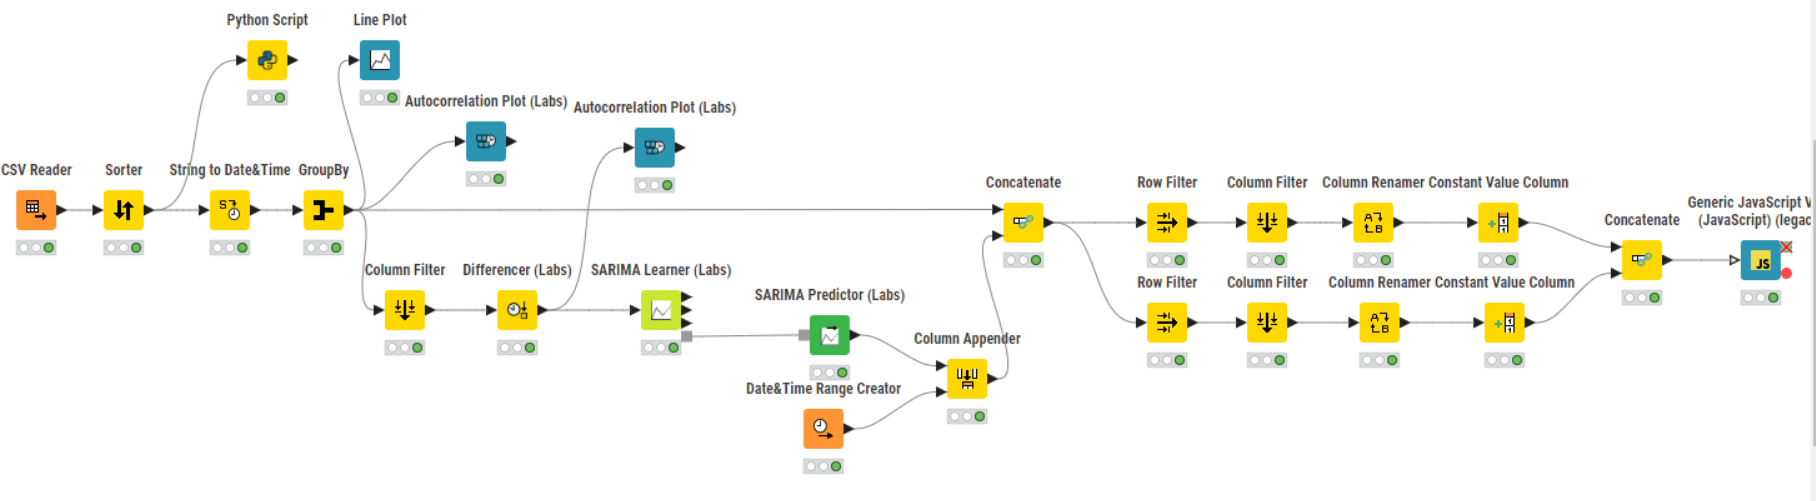 Python Script
Line Plot
Autocorrelation Plot (Labs)
Autocorrelation Plot (Labs)
CSV Reader
Sorter
String to Date&Time
GroupBy
S
Concatenate
Row Filter
Column Filter
Column Renamer
Constant Value Column
A
B
Generic JavaScript V
(JavaScript) (legac
Concatenate
JS
Column Filter
Differencer (Labs)
SARIMA Learner (Labs)
SARIMA Predictor (Labs)
Row Filter
Column Filter
Column Renamer
Constant Value Column
A
B
Column Appender
Date&Time Range Creator